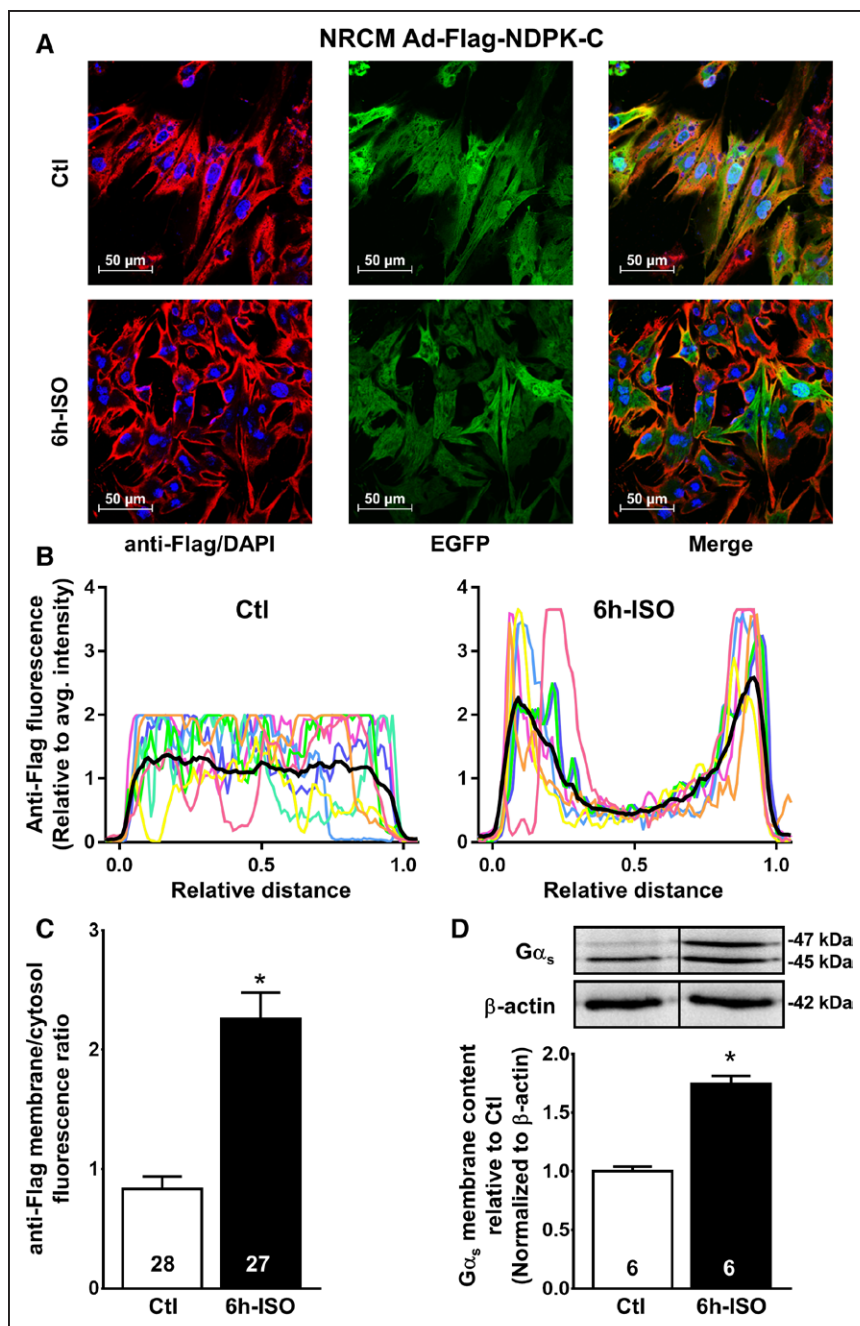 A
NRCM Ad-Flag-NDPK-C
Ctl
50 µm
50 µm
50 µm
6h-ISO
50 µm
50 µm
50 µm
anti-Flag/DAPI
EGFP
Merge
B
Anti-Flag fluorescence
(Relative to avg. intensity)
4
3
2
1
0
Ctl
0.0
0.5
1.0
Relative distance
4
3
2
1
0
6h-ISO
0.0
0.5
1.0
Relative distance
C
anti-Flag membrane/cytosol
fluorescence ratio
3
2
1
0
*
28
27
Ctl
6h-ISO
D
Gαs
-47 kDa
-45 kDa
β-actin
-42 kDa
Gαs membrane content
relative to Ctl
(Normalized to β-actin)
2.0
1.5
1.0
0.5
0.0
*
6
6
Ctl
6h-ISO